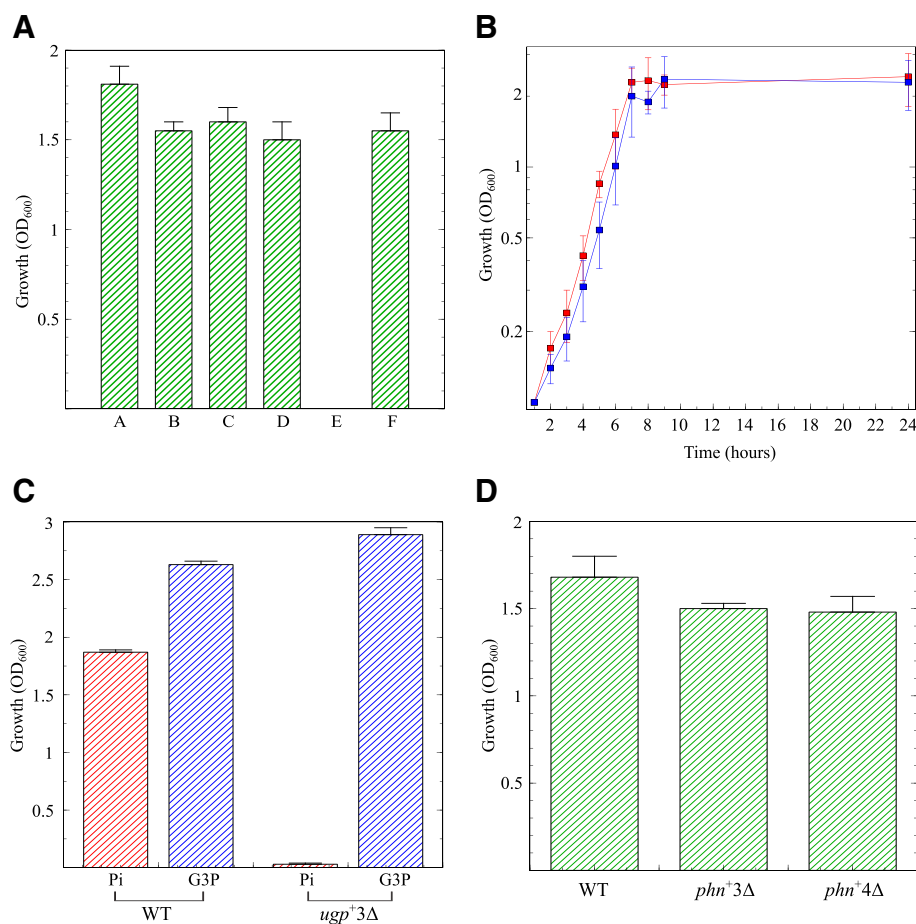 A
2
1.5
1
0.5
Growth (OD600)
A B C D E F
B
2
1
0.5
0.2
Growth (OD600)
2 4 6 8 10 12 14 16 18 20 22 24
Time (hours)
C
3
2.5
2
1.5
1
0.5
Growth (OD600)
Pi G3P Pi G3P
WT ugp+3Δ
D
2
1.5
1
0.5
Growth (OD600)
WT phn+3Δ phn+4Δ